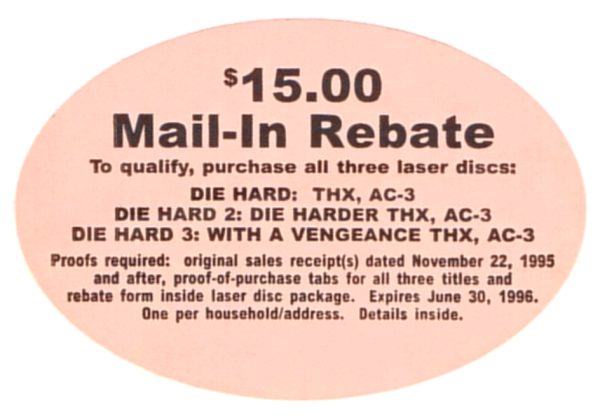 $15.00
Mail-In Rebate
To qualify, purchase all three laser discs:
DIE HARD: THX, AC-3
DIE HARD 2: DIE HARDER THX, AC-3
DIE HARD 3: WITH A VENGEANCE THX, AC-3
Proofs required: original sales receipt(s) dated November 22, 1995
and after, proof-of-purchase tabs for all three titles and
rebate form inside laser disc package. Expires June 30, 1996.
One per household/address. Details inside.